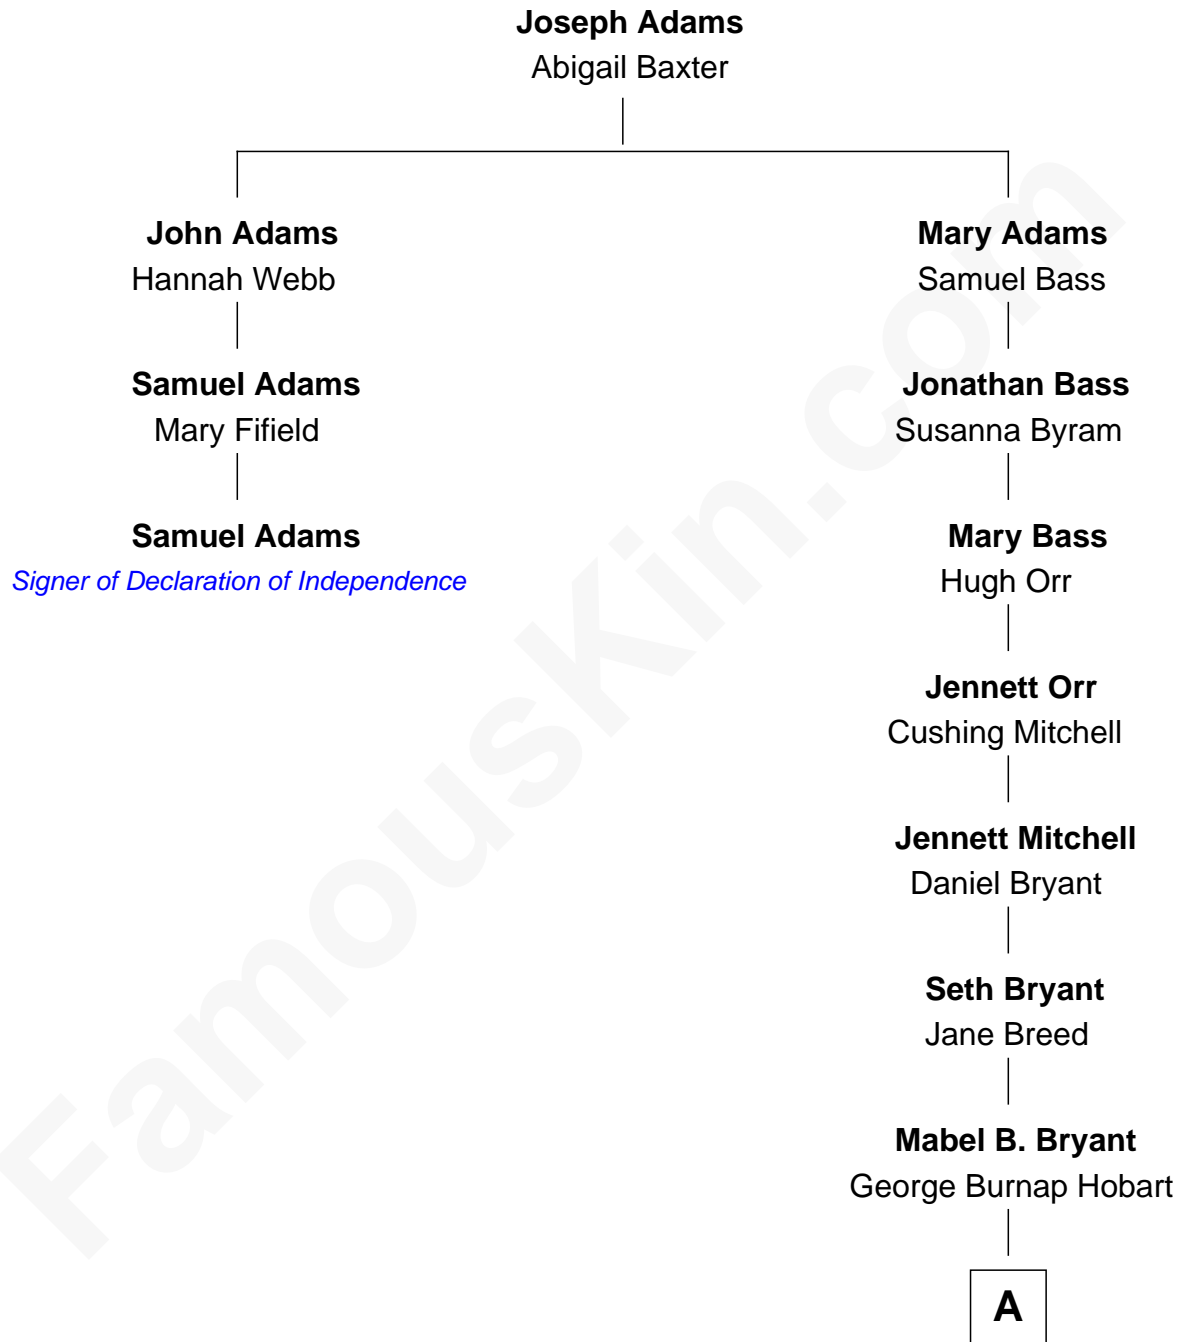 Joseph Adams
Abigail Baxter
John Adams
Hannah Webb
Mary Adams
Samuel Bass
Samuel Adams
Mary Fifield
Jonathan Bass
Susanna Byram
Samuel Adams
Signer of Declaration of Independence
Mary Bass
Hugh Orr
Jennett Orr
Cushing Mitchell
Jennett Mitchell
Daniel Bryant
Seth Bryant
Jane Breed
Mabel B. Bryant
George Burnap Hobart
A
FamousKin.com